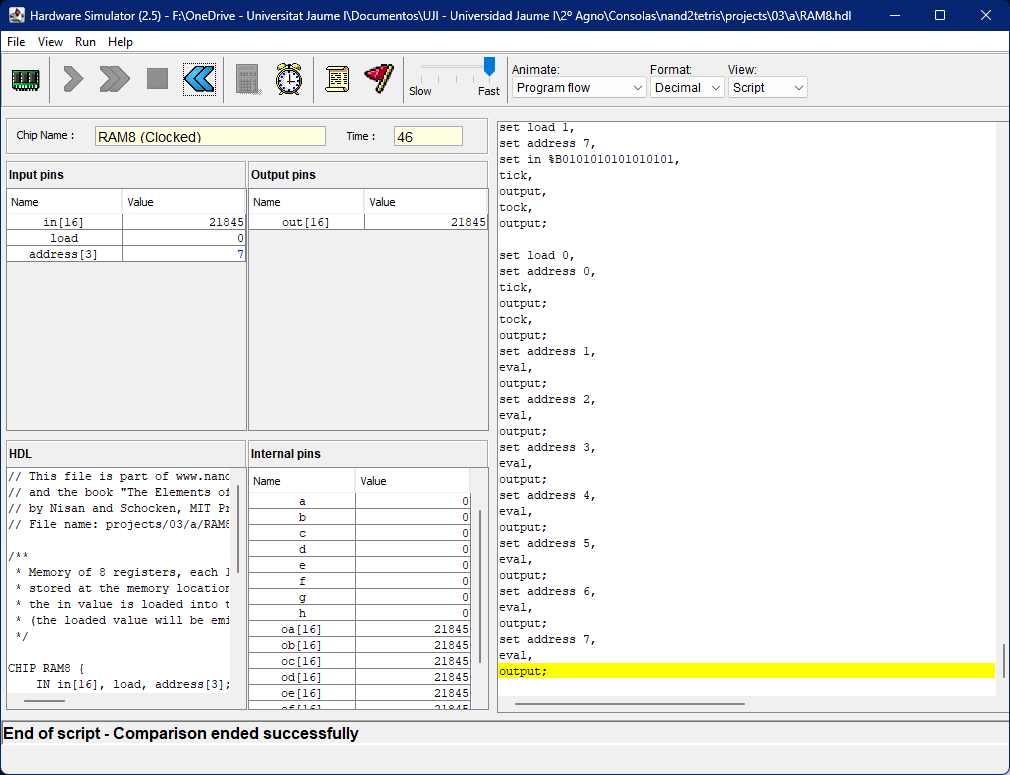 Hardware Simulator (2.5) - F:\OneDrive - Universitat Jaume I\Documentos\UJI - Universidad Jaume I\2º Agno\Consolas\nand2tetris\projects\03\a\RAM8.hdl
File View Run Help
Slow Fast
Animate: Format: View:
Program flow Decimal Script
Chip Name : RAM8 (Clocked) Time : 46
Input pins
Name Value
in[16] 21845
load 0
address[3] 7
Output pins
Name Value
out[16] 21845
HDL
// This file is part of www.nand
// and the book "The Elements of
// by Nisan and Schocken, MIT Pr
// File name: projects/03/a/RAM8
/**
* Memory of 8 registers, each 1
* stored at the memory location
* the in value is loaded into t
* (the loaded value will be emi
*/
CHIP RAM8 {
IN in[16], load, address[3];
Internal pins
Name Value
a 0
b 0
c 0
d 0
e 0
f 0
g 0
h 0
oa[16] 21845
ob[16] 21845
oc[16] 21845
od[16] 21845
oe[16] 21845
of[16] 21845
set load 1,
set address 7,
set in %B0101010101010101,
tick,
output,
tock,
output;
set load 0,
set address 0,
tick,
output;
tock,
output;
set address 1,
eval,
output;
set address 2,
eval,
output;
set address 3,
eval,
output;
set address 4,
eval,
output;
set address 5,
eval,
output;
set address 6,
eval,
output;
set address 7,
eval,
output;
End of script - Comparison ended successfully